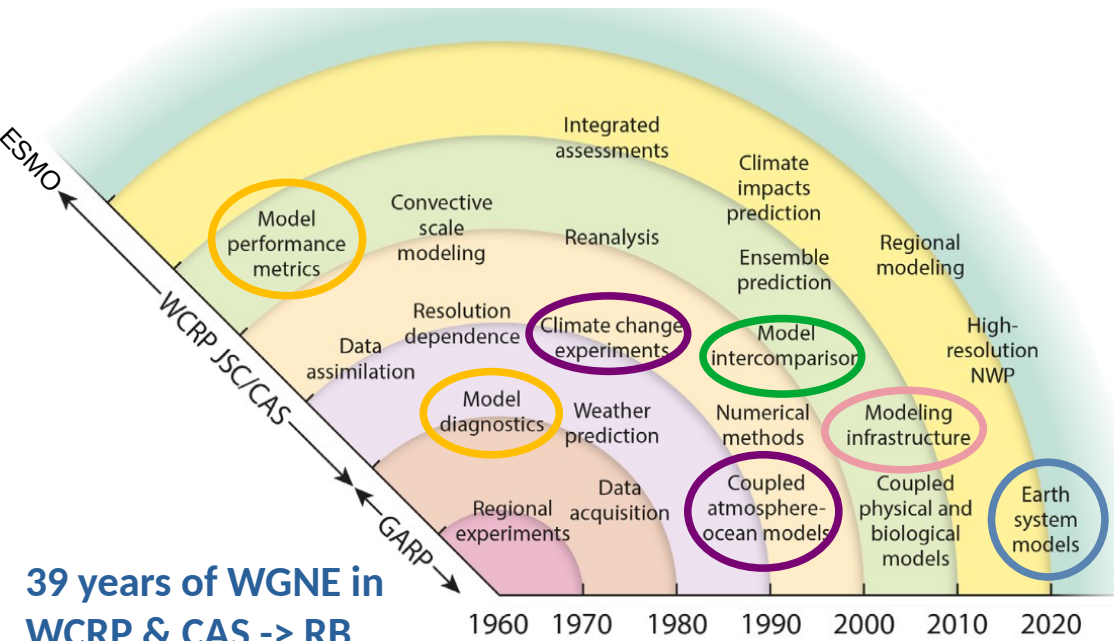 Integrated
assessments
Climate
impacts
prediction
ESMO
Model
performance
metrics
Convective
scale
modeling
Reanalysis
Ensemble
prediction
Regional
modeling
WCRP JSC/CAS
Resolution
dependence
Climate change
experiments
Model
intercomparison
High-
resolution
NWP
Data
assimilation
Model
diagnostics
Weather
prediction
Numerical
methods
Modeling
infrastructure
GARP
Regional
experiments
Data
acquisition
Coupled
atmosphere-
ocean models
Coupled
physical and
biological
models
Earth
system
models
39 years of WGNE in
WCRP & CAS -> RB
1960 1970 1980 1990 2000 2010 2020